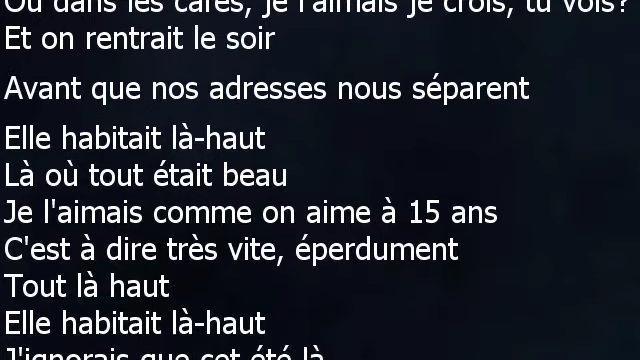 Ou dans les cafés, je l'aimais je crois, tu vois?
Et on rentrait le soir
Avant que nos adresses nous séparent
Elle habitait là-haut
Là où tout était beau
Je l'aimais comme on aime à 15 ans
C'est à dire très vite, éperdument
Tout là haut
Elle habitait là-haut
J'ignorais que cet été là